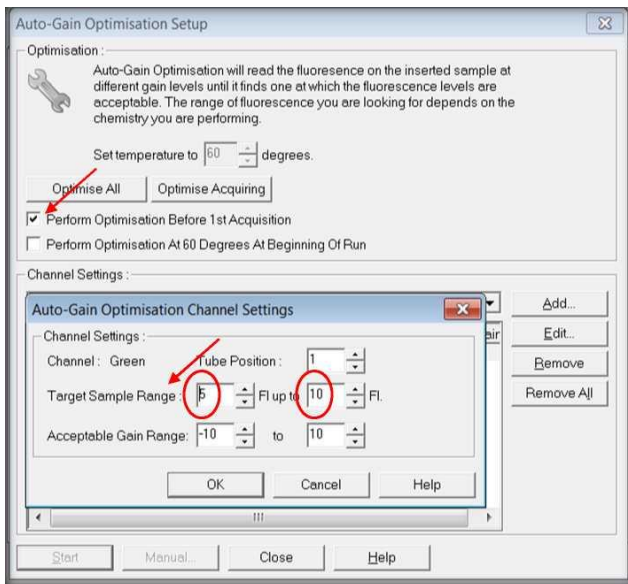 Auto-Gain Optimisation Setup
Optimisation :
Auto-Gain Optimisation will read the fluoresence on the inserted sample at
different gain levels until it finds one at which the fluorescence levels are
acceptable. The range of fluorescence you are looking for depends on the
chemistry you are performing.
Set temperature to 60 degrees.
Optimise All Optimise Acquiring
Perform Optimisation Before 1st Acquisition
Perform Optimisation At 60 Degrees At Beginning Of Run
Channel Settings :
Add...
Edit...
Remove
Remove All
Auto-Gain Optimisation Channel Settings
Channel Settings :
Channel : Green Tube Position : 1
Target Sample Range : 5 Fl up to 10 Fl.
Acceptable Gain Range: -10 to 10
OK Cancel Help
Start Manual... Close Help